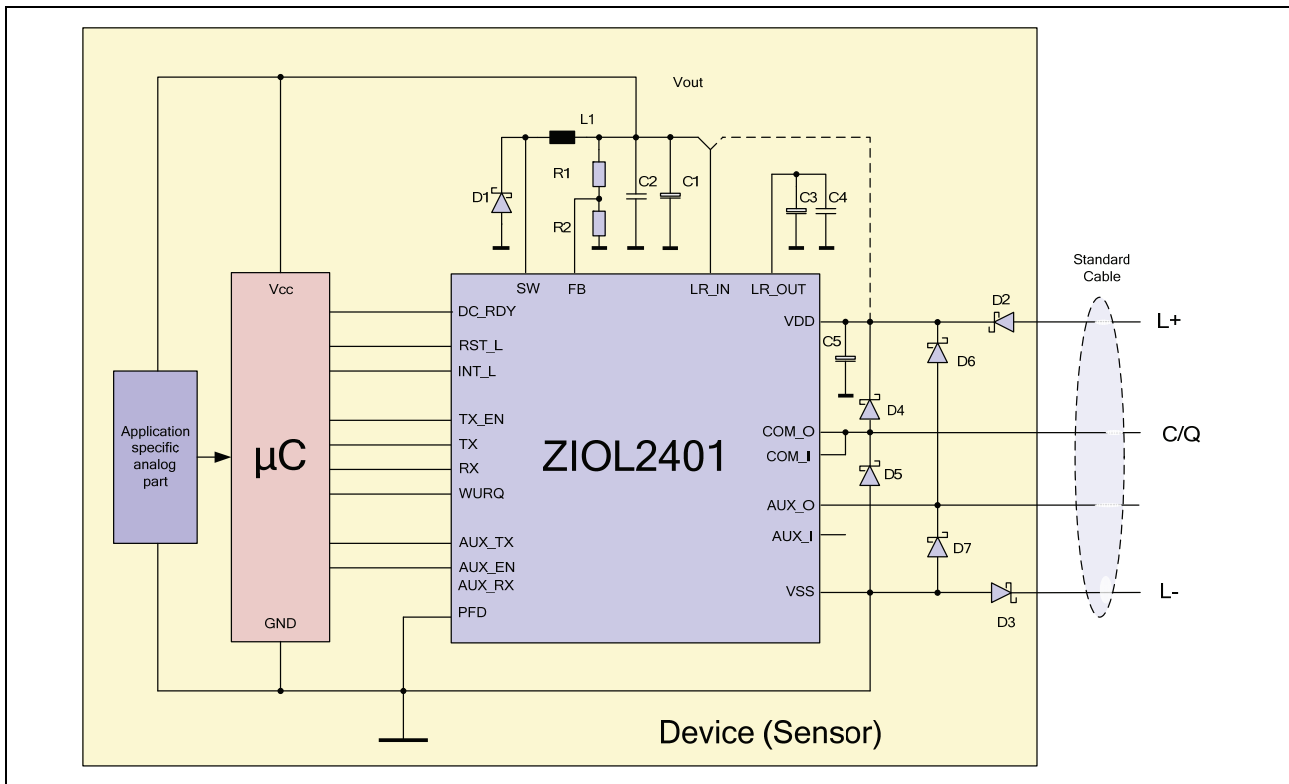 Vout
L1
R1
C2
C1
D1
R2
C3
C4
Standard
Cable
Vcc
SW
FB
LR_IN
LR_OUT
D2
DC_RDY
VDD
L+
RST_L
C5
D6
INT_L
Application
specific
analog
part
µC
TX_EN
TX
RX
WURQ
ZIOL2401
D4
COM_O
COM_I
C/Q
D5
AUX_O
AUX_I
D7
AUX_TX
AUX_EN
AUX_RX
VSS
L-
PFD
GND
D3
Device (Sensor)